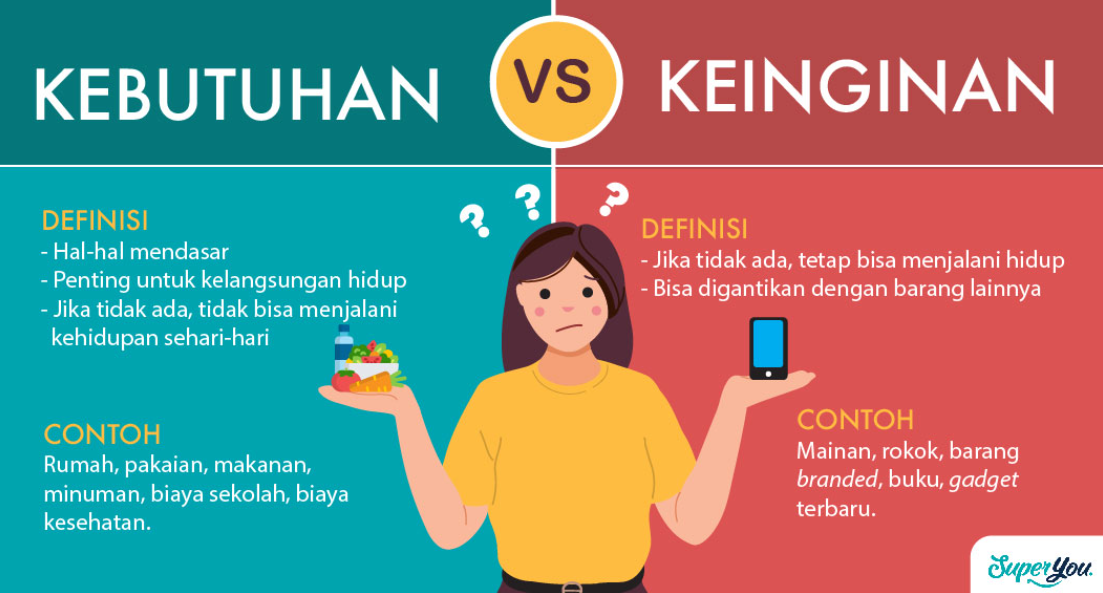 KEBUTUHAN
VS
KEINGINAN
DEFINISI
- Hal-hal mendasar
- Penting untuk kelangsungan hidup
- Jika tidak ada, tidak bisa menjalani
kehidupan sehari-hari
CONTOH
Rumah, pakaian, makanan,
minuman, biaya sekolah, biaya
kesehatan.
? ? ?
DEFINISI
- Jika tidak ada, tetap bisa menjalani hidup
- Bisa digantikan dengan barang lainnya
CONTOH
Mainan, rokok, barang
branded, buku, gadget
terbaru.
SuperYou.